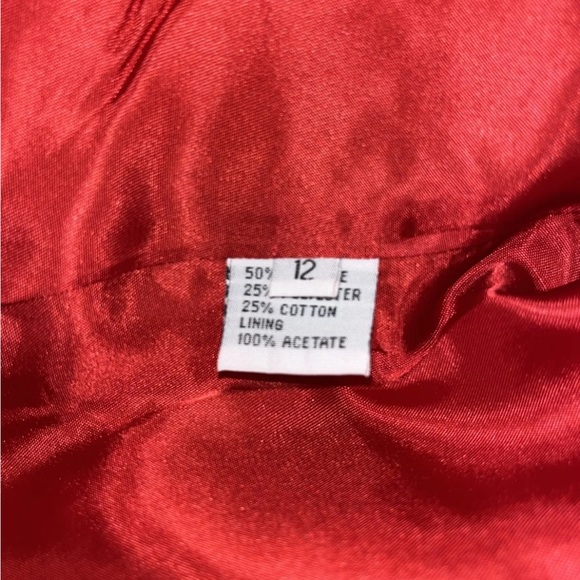 12
50%
25%
25% COTTON
LINING
100% ACETATE